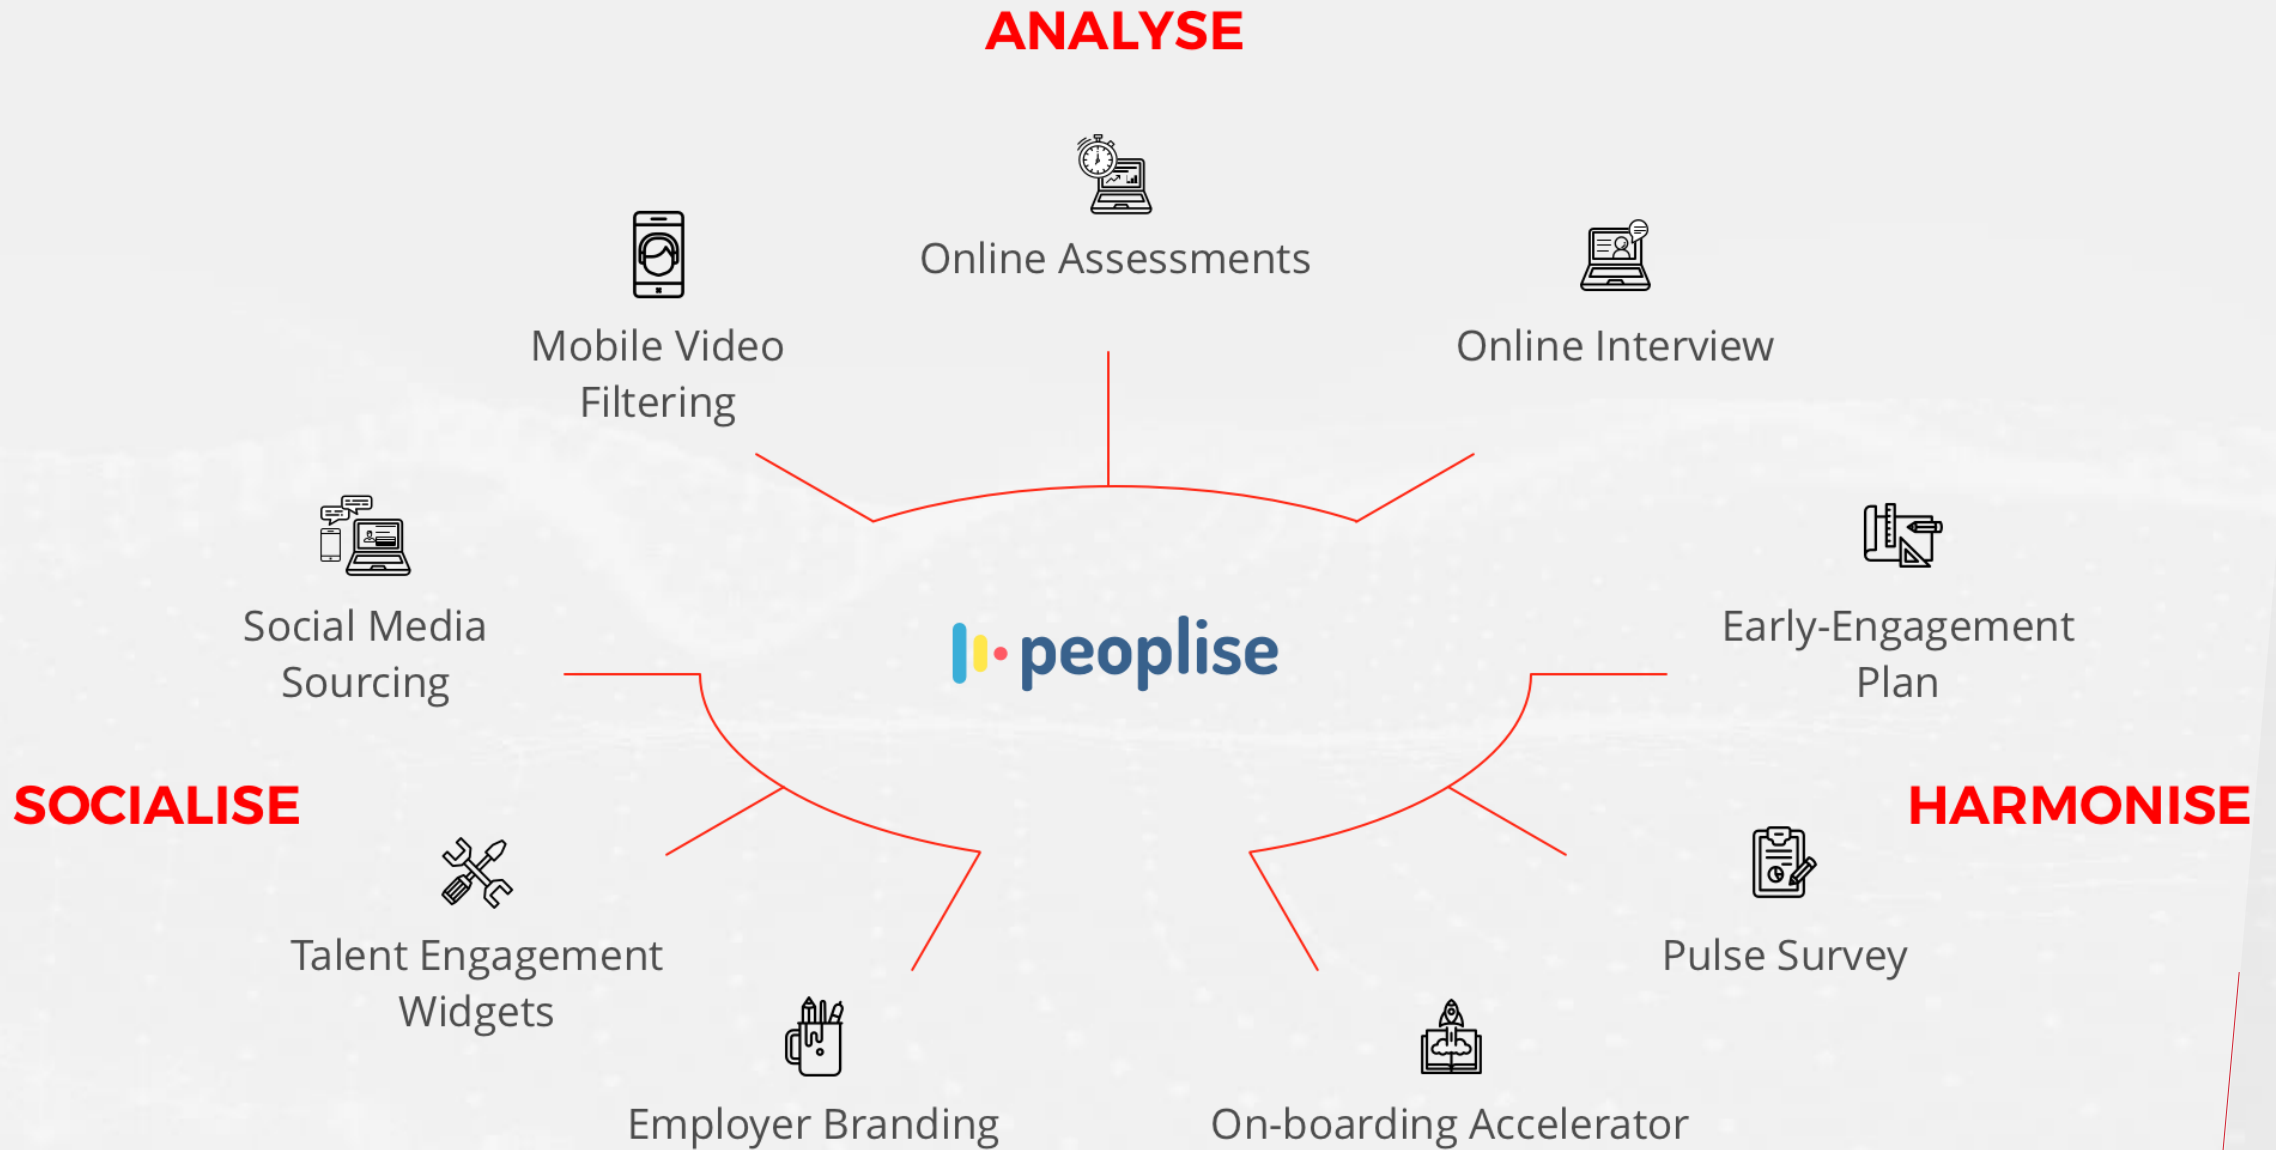 ANALYSE
Online Assessments
Mobile Video
Filtering
Online Interview
Social Media
Sourcing
peoplise
Early-Engagement
Plan
SOCIALISE
HARMONISE
Talent Engagement
Widgets
Pulse Survey
Employer Branding
On-boarding Accelerator